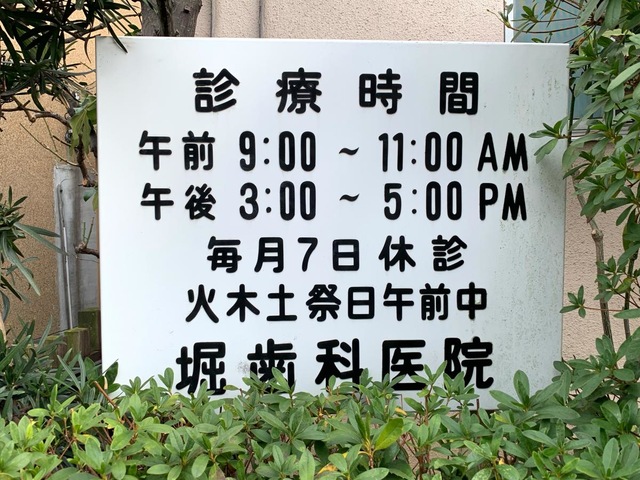 診療時間
午前 9:00 ~ 11:00 AM
午後 3:00 ~ 5:00 PM
毎月7日休診
火木土祭日午前中
堀歯科医院